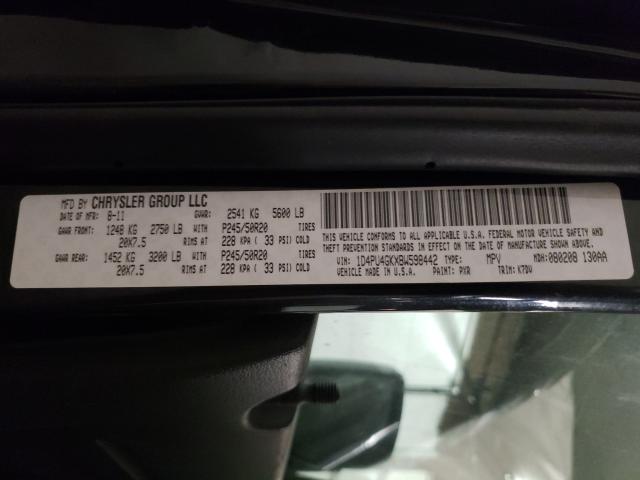 MFD BY CHRYSLER GROUP LLC
DATE OF MFR: 8-11 GVWR: 2541 KG 5600 LB
GAWR FRONT: 1248 KG 2750 LB WITH P245/50R20 TIRES
20X7.5 RIMS AT 228 KPA ( 33 PSI) COLD
GAWR REAR: 1452 KG 3200 LB WITH P245/50R20 TIRES
20X7.5 RIMS AT 228 KPA ( 33 PSI) COLD
THIS VEHICLE CONFORMS TO ALL APPLICABLE U.S.A. FEDERAL MOTOR VEHICLE SAFETY AND
THEFT PREVENTION STANDARDS IN EFFECT ON THE DATE OF MANUFACTURE SHOWN ABOVE.
VIN: 1D4PU4GKXBW598442 TYPE: MPV MDH: 080208 130AA
VEHICLE MADE IN U.S.A. PAINT: PXR TRIM: K7DV